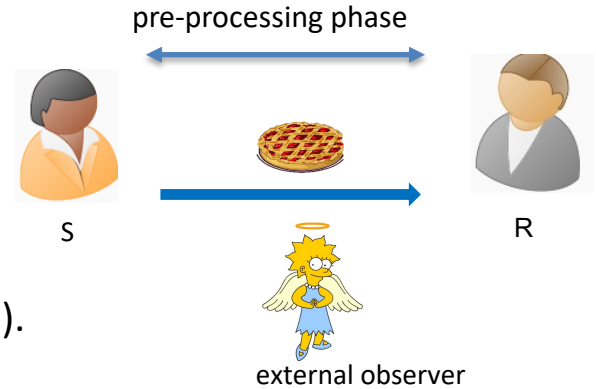 pre-processing phase
S
R
).
external observer